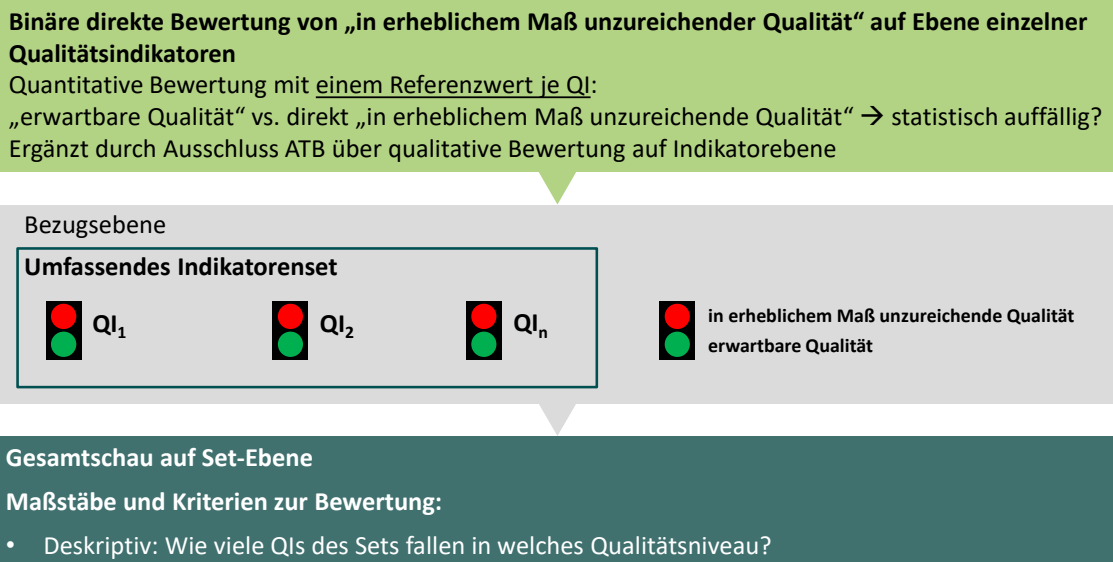 Binäre direkte Bewertung von „in erheblichem Maß unzureichender Qualität“ auf Ebene einzelner
Qualitätsindikatoren
Quantitative Bewertung mit einem Referenzwert je QI:
„erwartbare Qualität“ vs. direkt „in erheblichem Maß unzureichende Qualität“ → statistisch auffällig?
Ergänzt durch Ausschluss ATB über qualitative Bewertung auf Indikatorebene
Bezugsebene
Umfassendes Indikatorenset
QI₁ QI₂ QIₙ
in erheblichem Maß unzureichende Qualität
erwartbare Qualität
Gesamtschau auf Set-Ebene
Maßstäbe und Kriterien zur Bewertung:
• Deskriptiv: Wie viele QIs des Sets fallen in welches Qualitätsniveau?